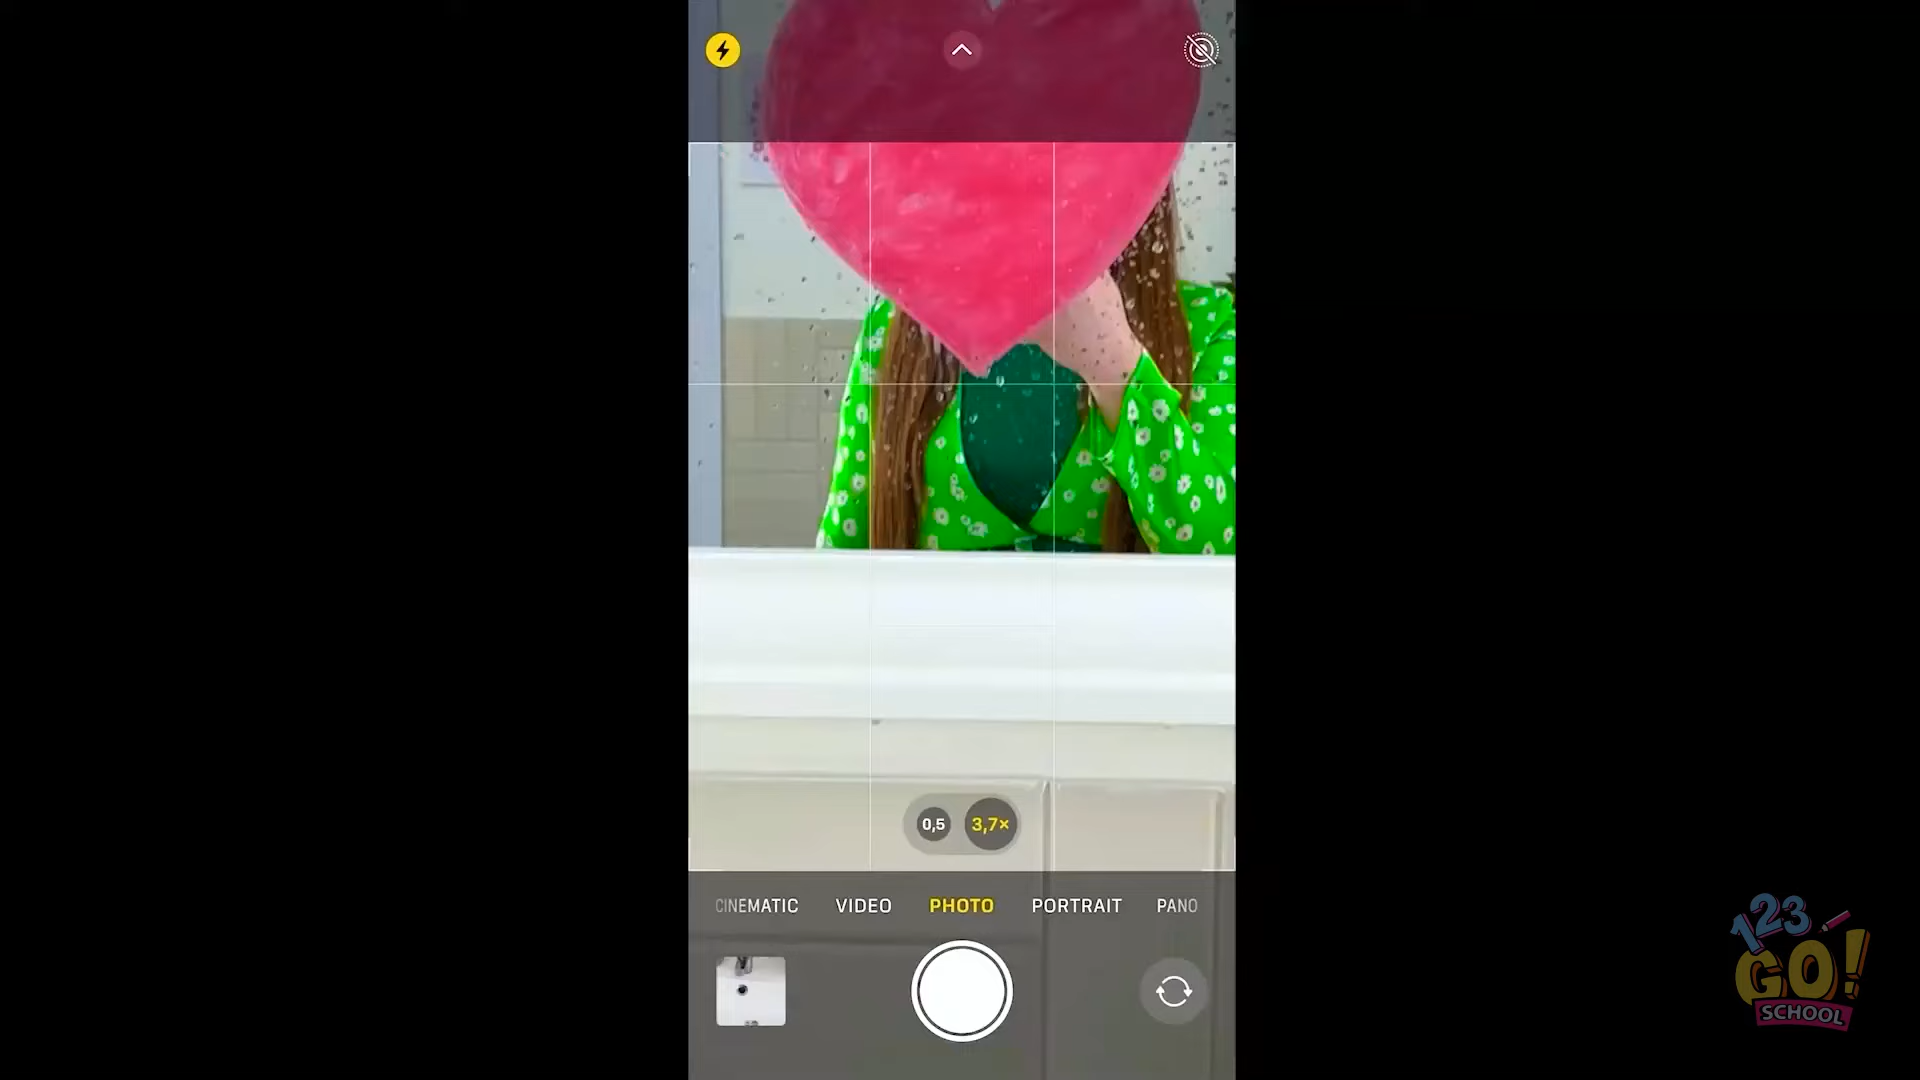 0,5 3,7×
CINEMATIC VIDEO PHOTO PORTRAIT PANO
123
GO!
SCHOOL